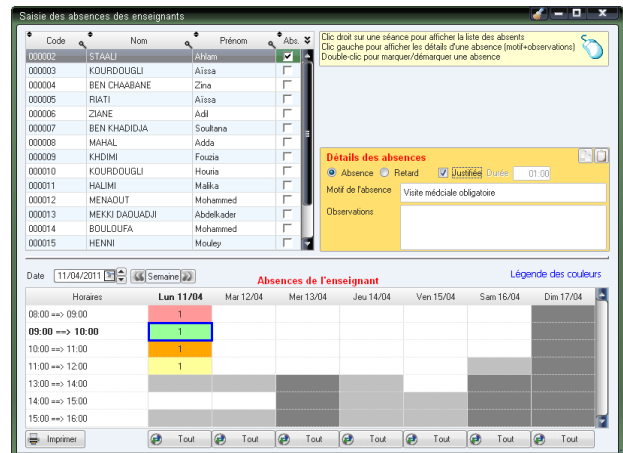 Saisie des absences des enseignants
Code Nom Prénom Abs.
000002 STAALI Ahlam
000003 KOURDOUGLI Aïssa
000004 BEN CHAABANE Zina
000005 RIATI Aïssa
000006 ZIANE Adil
000007 BEN KHADIDJA Soultana
000008 MAHAL Adda
000009 KHDIMI Fouzia
000010 KOURDOUGLI Houria
000011 HALIMI Malika
000012 MENAOUT Mohammed
000013 MEKKI DAOUADJI Abdelkader
000014 BOULOUFA Mohammed
000015 HENNI Mouley
Clic droit sur une séance pour afficher la liste des absents
Clic gauche pour afficher les détails d'une absence (motif+observations)
Double-clic pour marquer/démarquer une absence
Détails des absences
Absence Retard Justifiée Durée 01:00
Motif de l'absence Visite médciale obligatoire
Observations
Date 11/04/2011 Semaine
Absences de l'enseignant
Légende des couleurs
Horaires Lun 11/04 Mar 12/04 Mer 13/04 Jeu 14/04 Ven 15/04 Sam 16/04 Dim 17/04
08:00 ==> 09:00 1
09:00 ==> 10:00 1
10:00 ==> 11:00 1
11:00 ==> 12:00 1
13:00 ==> 14:00
14:00 ==> 15:00
15:00 ==> 16:00
Imprimer Tout Tout Tout Tout Tout Tout Tout